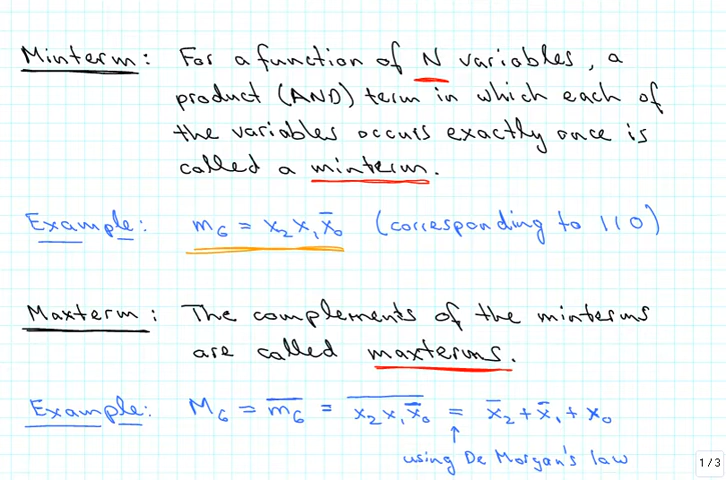 Minterm: For a function of N variables, a
product (AND) term in which each of
the variables occurs exactly once is
called a minterm.
Example: m₆ = x₂x₁x̄₀ (corresponding to 110)
Maxterm: The complements of the minterms
are called maxterms.
Example: M₆ = m̅₆̅ = x̅₂̅x̅₁̅x̄̅₀̅ = x̄₂ + x̄₁ + x₀
↑
using De Morgan's law
1/3